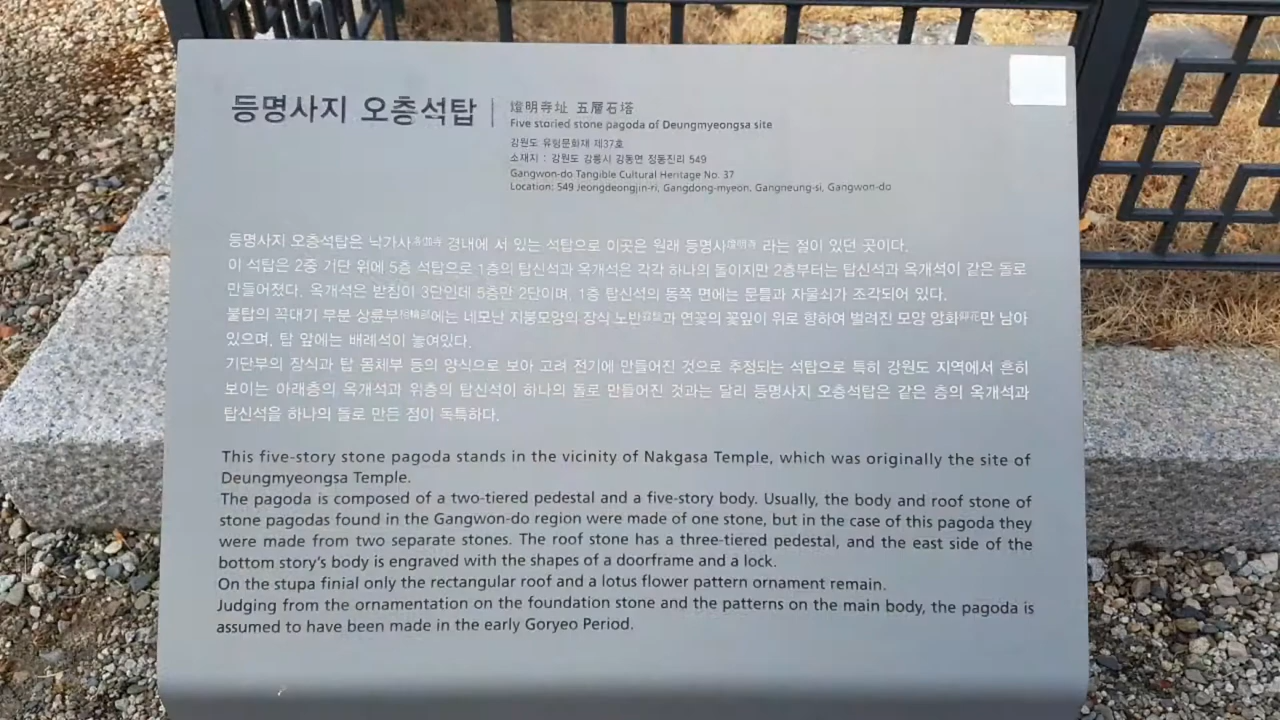 등명사지 오층석탑
燈明寺址 五層石塔
Five storied stone pagoda of Deungmyeongsa site
강원도 유형문화재 제37호
소재지 : 강원도 강릉시 강동면 정동진리 549
Gangwon-do Tangible Cultural Heritage No. 37
Location: 549 Jeongdeongjin-ri, Gangdong-myeon, Gangneung-si, Gangwon-do
등명사지 오층석탑은 낙가사 경내에 서 있는 석탑으로 이곳은 원래 등명사 라는 절이 있던 곳이다.
이 석탑은 2중 기단 위에 5층 석탑으로 1층의 탑신석과 옥개석은 각각 하나의 돌이지만 2층부터는 탑신석과 옥개석이 같은 돌로
만들어졌다. 옥개석은 받침이 3단인데 5층만 2단이며, 1층 탑신석의 동쪽 면에는 문틀과 자물쇠가 조각되어 있다.
불탑의 꼭대기 부분 상륜부에는 네모난 지붕모양의 장식 노반과 연꽃의 꽃잎이 위로 향하여 벌려진 모양 앙화만 남아
있으며, 탑 앞에는 배례석이 놓여있다.
기단부의 장식과 탑 몸체부 등의 양식으로 보아 고려 전기에 만들어진 것으로 추정되는 석탑으로 특히 강원도 지역에서 흔히
보이는 아래층의 옥개석과 위층의 탑신석이 하나의 돌로 만들어진 것과는 달리 등명사지 오층석탑은 같은 층의 옥개석과
탑신석을 하나의 돌로 만든 점이 독특하다.
This five-story stone pagoda stands in the vicinity of Nakgasa Temple, which was originally the site of
Deungmyeongsa Temple.
The pagoda is composed of a two-tiered pedestal and a five-story body. Usually, the body and roof stone of
stone pagodas found in the Gangwon-do region were made of one stone, but in the case of this pagoda they
were made from two separate stones. The roof stone has a three-tiered pedestal, and the east side of the
bottom story's body is engraved with the shapes of a doorframe and a lock.
On the stupa finial only the rectangular roof and a lotus flower pattern ornament remain.
Judging from the ornamentation on the foundation stone and the patterns on the main body, the pagoda is
assumed to have been made in the early Goryeo Period.